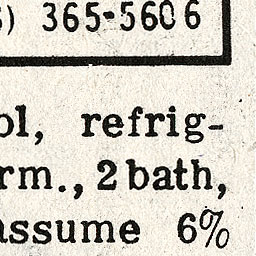 ) 365-5606
ol, refrig-
rm., 2 bath,
assume 6%